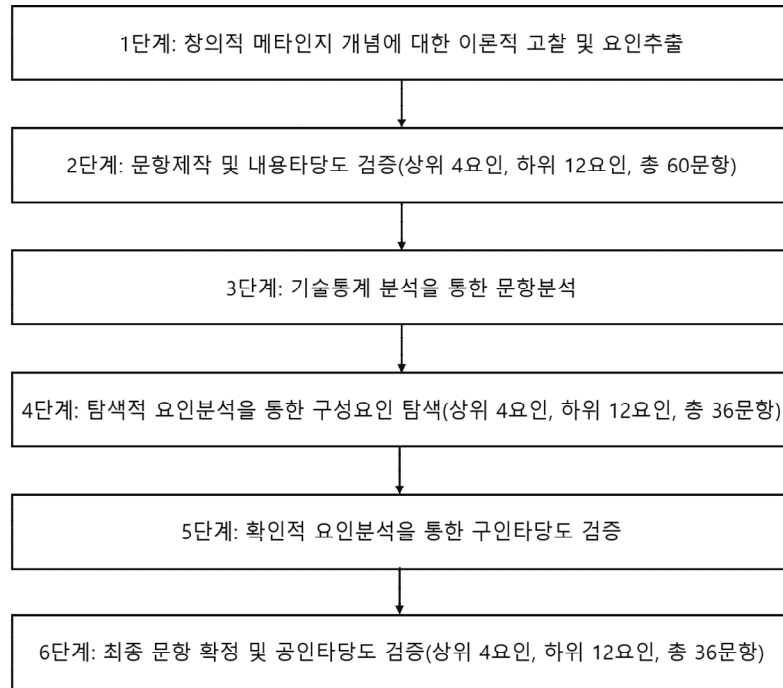 1단계: 창의적 메타인지 개념에 대한 이론적 고찰 및 요인추출
2단계: 문항제작 및 내용타당도 검증(상위 4요인, 하위 12요인, 총 60문항)
3단계: 기술통계 분석을 통한 문항분석
4단계: 탐색적 요인분석을 통한 구성요인 탐색(상위 4요인, 하위 12요인, 총 36문항)
5단계: 확인적 요인분석을 통한 구인타당도 검증
6단계: 최종 문항 확정 및 공인타당도 검증(상위 4요인, 하위 12요인, 총 36문항)